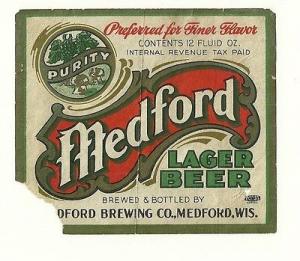 Preferred for Finer Flavor
CONTENTS 12 FLUID OZ.
INTERNAL REVENUE TAX PAID
PURITY
Medford
LAGER
BEER
BREWED & BOTTLED BY
DFORD BREWING CO., MEDFORD, WIS.